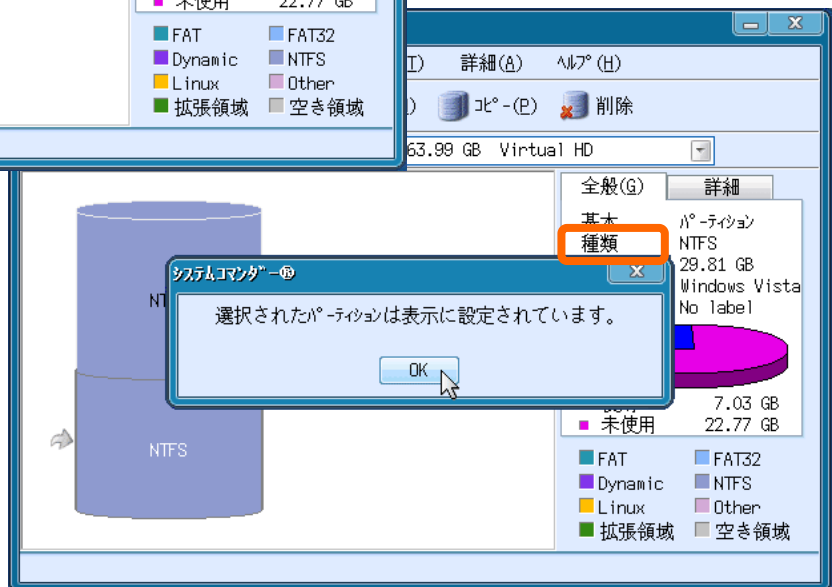 未使用 22.77 GB
FAT FAT32
Dynamic NTFS
Linux Other
拡張領域 空き領域
T) 詳細(A) ﾍﾙﾌﾟ(H)
) ｺﾋﾟｰ(P) 削除
63.99 GB Virtual HD
全般(G) 詳細
基本 ﾊﾟｰﾃｨｼｮﾝ
種類 NTFS
29.81 GB
Windows Vista
No label
ｼｽﾃﾑｺﾏﾝﾀﾞｰ®
選択されたﾊﾟｰﾃｨｼｮﾝは表示に設定されています。
OK
NTFS
7.03 GB
未使用 22.77 GB
FAT FAT32
Dynamic NTFS
Linux Other
拡張領域 空き領域